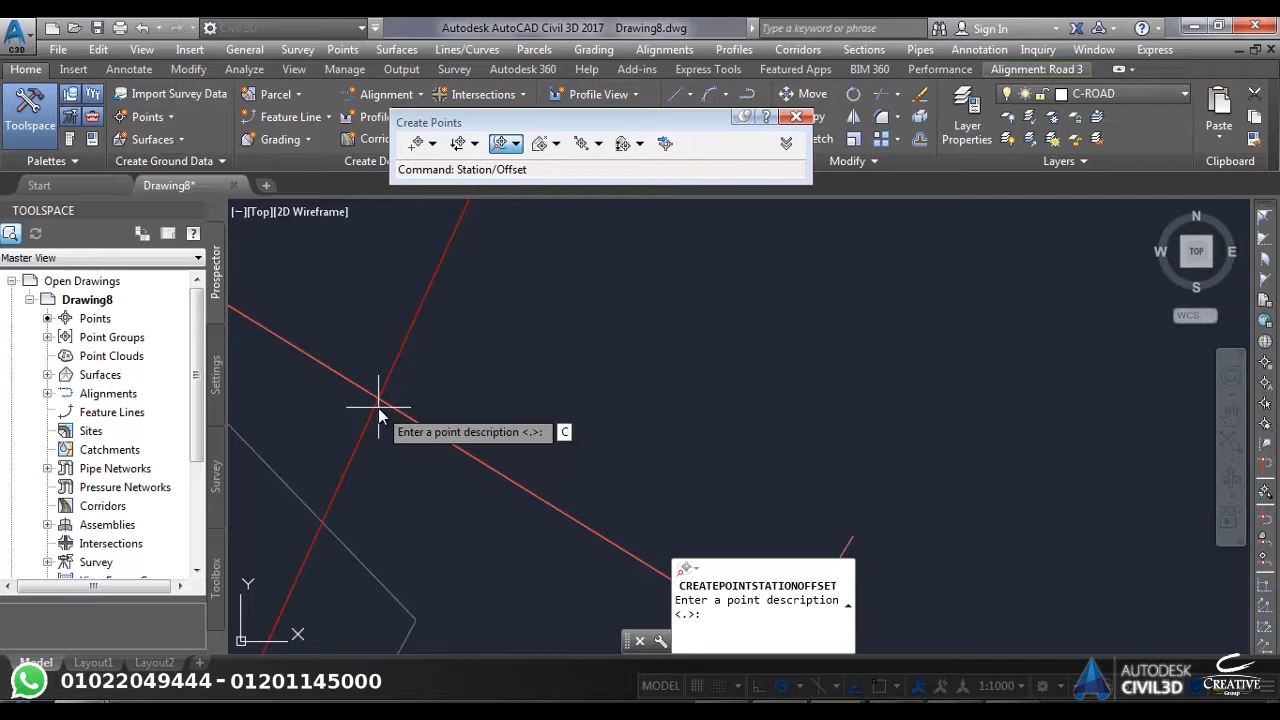 Civil 3D
Autodesk AutoCAD Civil 3D 2017 Drawing8.dwg
Type a keyword or phrase
Sign In
C3D
File Edit View Insert General Survey Points Surfaces Lines/Curves Parcels Grading Alignments Profiles Corridors Sections Pipes Annotation Inquiry Window Express
Home Insert Annotate Modify Analyze View Manage Output Survey Autodesk 360 Help Add-ins Express Tools Featured Apps BIM 360 Performance Alignment: Road 3
Toolspace
Import Survey Data
Points
Surfaces
Parcel
Feature Line
Grading
Alignment
Intersections
Profile View
Move
Layer
Properties
C-ROAD
Paste
Palettes
Create Ground Data
Modify
Layers
Clipboard
Create Points
Command: Station/Offset
Start
Drawing8*
TOOLSPACE
[−][Top][2D Wireframe]
Master View
Open Drawings
Drawing8
Points
Point Groups
Point Clouds
Surfaces
Alignments
Feature Lines
Sites
Catchments
Pipe Networks
Pressure Networks
Corridors
Assemblies
Intersections
Survey
Prospector
Settings
Survey
Toolbox
N
W
TOP
E
S
WCS
Enter a point description <.>: C
CREATEPOINTSTATIONOFFSET
Enter a point description
<.>:
Y
X
Model Layout1 Layout2
MODEL
1:1000
01022049444 - 01201145000
AUTODESK
CIVIL3D
CREATIVE
Group